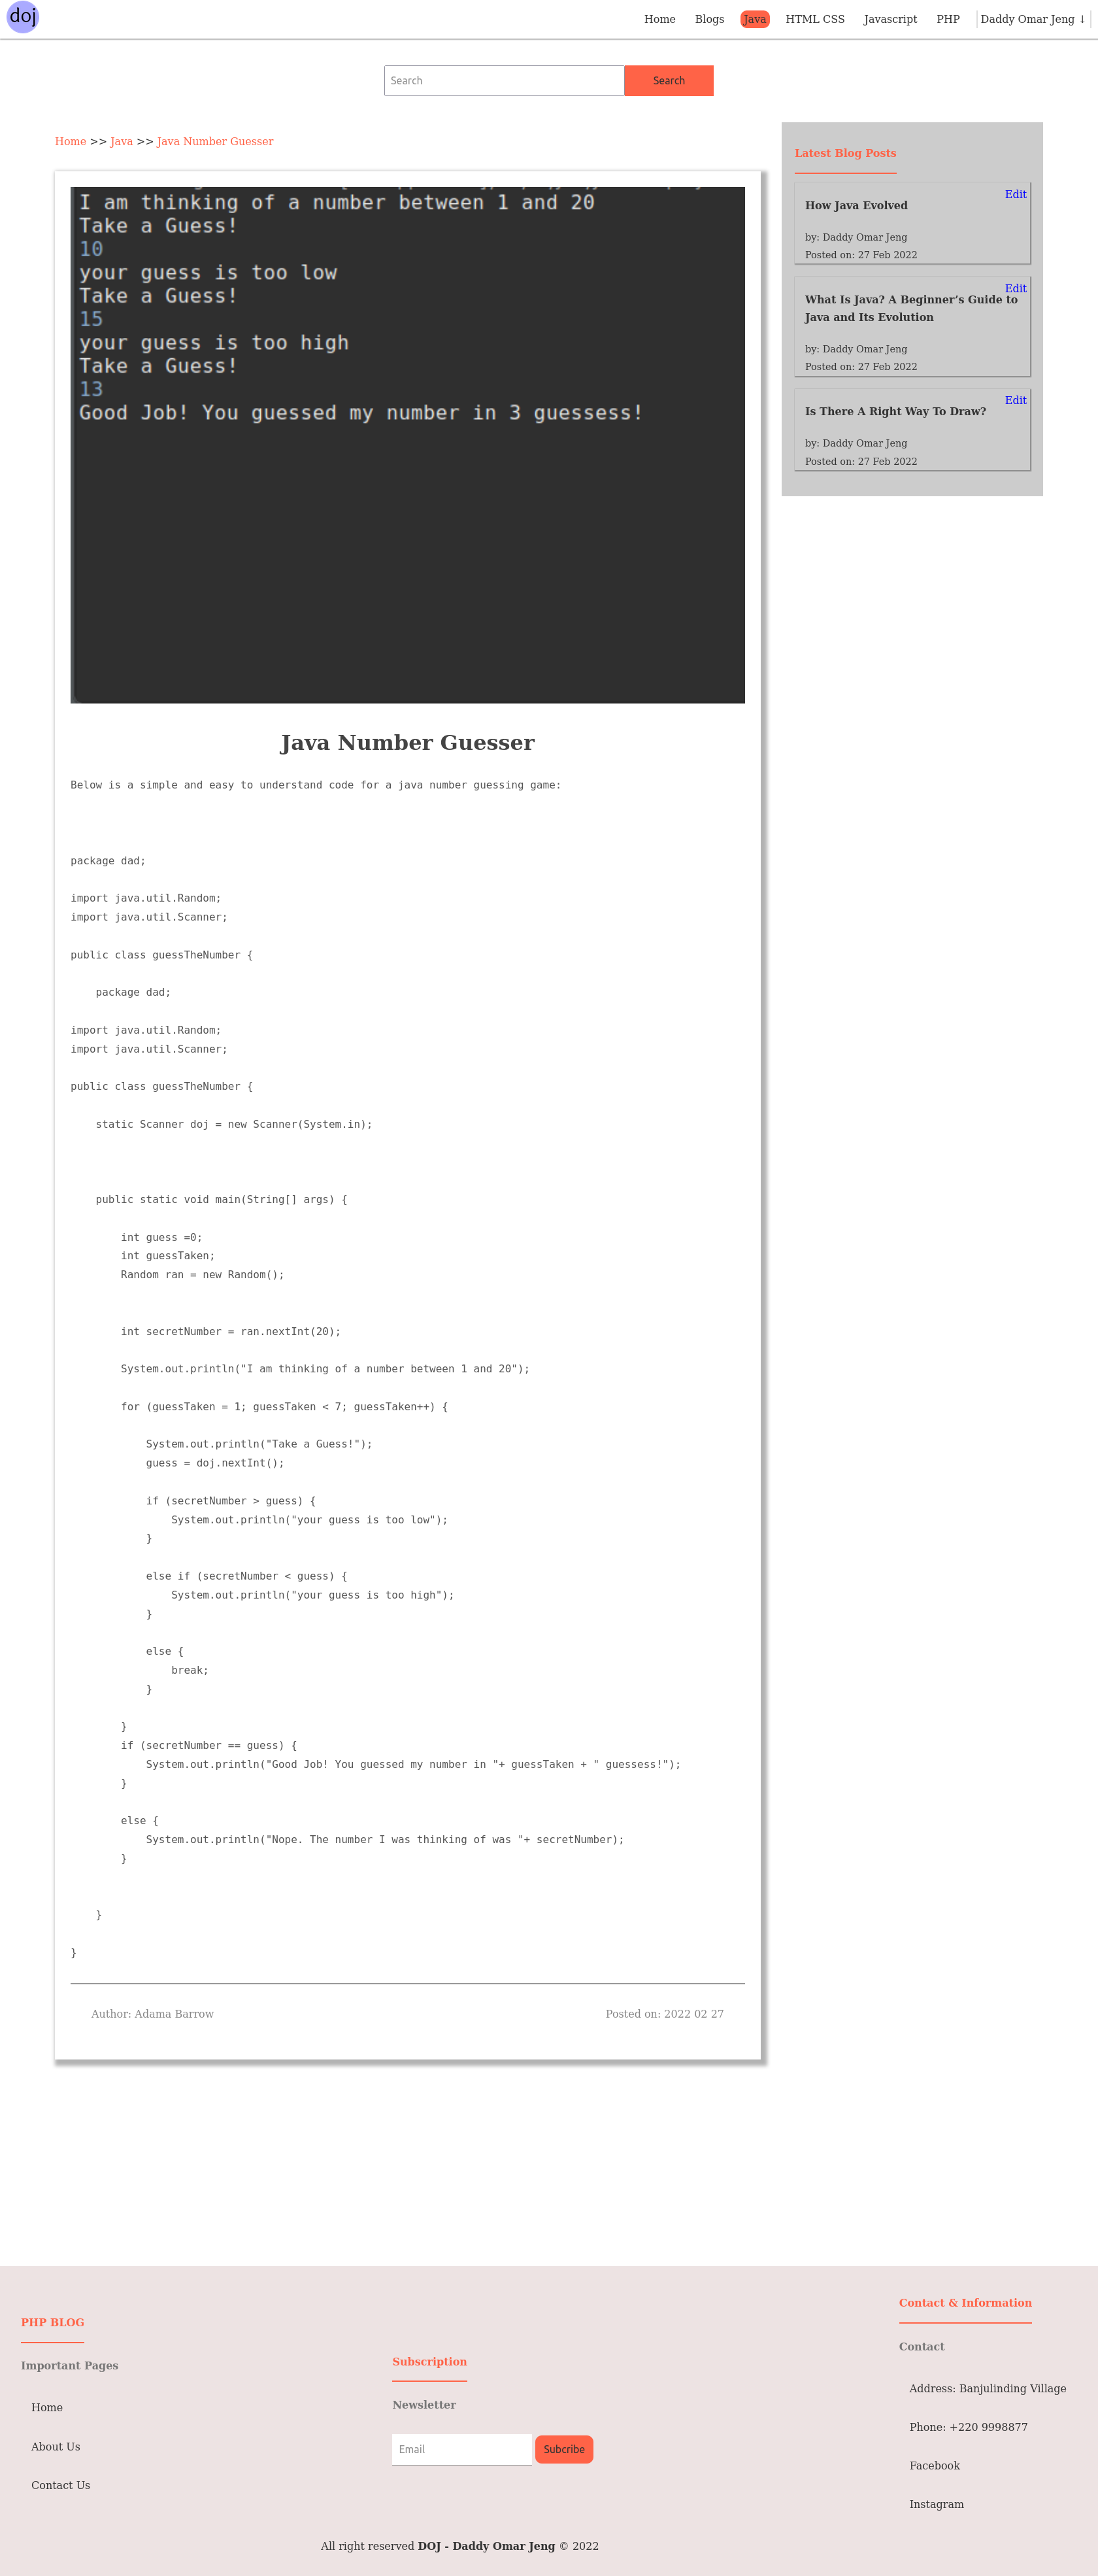 doj
Home Blogs Java HTML CSS Javascript PHP Daddy Omar Jeng ↓
Search Search
Home >> Java >> Java Number Guesser
I am thinking of a number between 1 and 20
Take a Guess!
10
your guess is too low
Take a Guess!
15
your guess is too high
Take a Guess!
13
Good Job! You guessed my number in 3 guessess!
Java Number Guesser
Below is a simple and easy to understand code for a java number guessing game:
package dad;
import java.util.Random;
import java.util.Scanner;
public class guessTheNumber {
package dad;
import java.util.Random;
import java.util.Scanner;
public class guessTheNumber {
static Scanner doj = new Scanner(System.in);
public static void main(String[] args) {
int guess =0;
int guessTaken;
Random ran = new Random();
int secretNumber = ran.nextInt(20);
System.out.println("I am thinking of a number between 1 and 20");
for (guessTaken = 1; guessTaken < 7; guessTaken++) {
System.out.println("Take a Guess!");
guess = doj.nextInt();
if (secretNumber > guess) {
System.out.println("your guess is too low");
}
else if (secretNumber < guess) {
System.out.println("your guess is too high");
}
else {
break;
}
}
if (secretNumber == guess) {
System.out.println("Good Job! You guessed my number in "+ guessTaken + " guessess!");
}
else {
System.out.println("Nope. The number I was thinking of was "+ secretNumber);
}
}
}
Author: Adama Barrow Posted on: 2022 02 27
Latest Blog Posts
Edit
How Java Evolved
by: Daddy Omar Jeng
Posted on: 27 Feb 2022
Edit
What Is Java? A Beginner’s Guide to
Java and Its Evolution
by: Daddy Omar Jeng
Posted on: 27 Feb 2022
Edit
Is There A Right Way To Draw?
by: Daddy Omar Jeng
Posted on: 27 Feb 2022
PHP BLOG
Important Pages
Home
About Us
Contact Us
Subscription
Newsletter
Email Subcribe
Contact & Information
Contact
Address: Banjulinding Village
Phone: +220 9998877
Facebook
Instagram
All right reserved DOJ - Daddy Omar Jeng © 2022